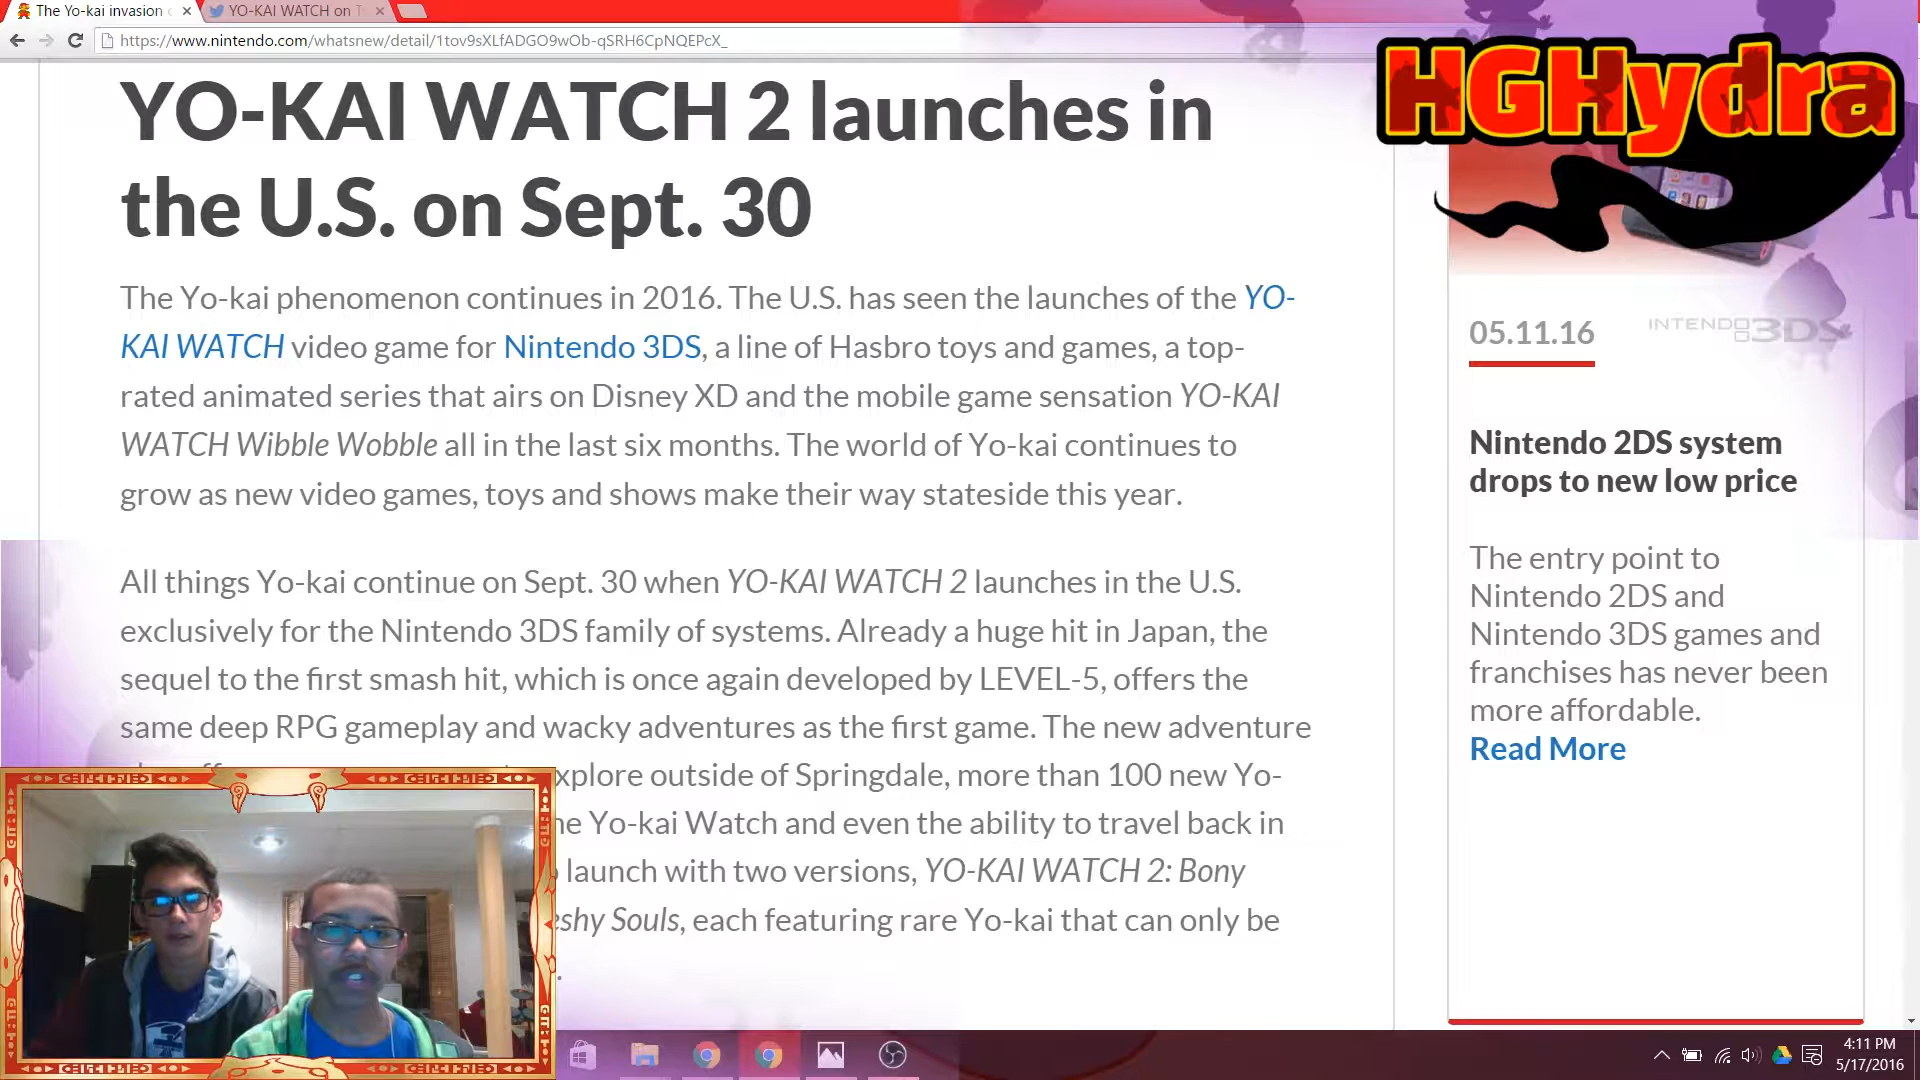 The Yo-kai invasion
YO-KAI WATCH on T
https://www.nintendo.com/whatsnew/detail/1tov9sXLfADGO9wOb-qSRH6CpNQEPcX_
HGHydra
YO-KAI WATCH 2 launches in
the U.S. on Sept. 30
The Yo-kai phenomenon continues in 2016. The U.S. has seen the launches of the YO-
KAI WATCH video game for Nintendo 3DS, a line of Hasbro toys and games, a top-
rated animated series that airs on Disney XD and the mobile game sensation YO-KAI
WATCH Wibble Wobble all in the last six months. The world of Yo-kai continues to
grow as new video games, toys and shows make their way stateside this year.
All things Yo-kai continue on Sept. 30 when YO-KAI WATCH 2 launches in the U.S.
exclusively for the Nintendo 3DS family of systems. Already a huge hit in Japan, the
sequel to the first smash hit, which is once again developed by LEVEL-5, offers the
same deep RPG gameplay and wacky adventures as the first game. The new adventure
xplore outside of Springdale, more than 100 new Yo-
he Yo-kai Watch and even the ability to travel back in
launch with two versions, YO-KAI WATCH 2: Bony
eshy Souls, each featuring rare Yo-kai that can only be
05.11.16
INTENDO 3DS
Nintendo 2DS system
drops to new low price
The entry point to
Nintendo 2DS and
Nintendo 3DS games and
franchises has never been
more affordable.
Read More
4:11 PM
5/17/2016